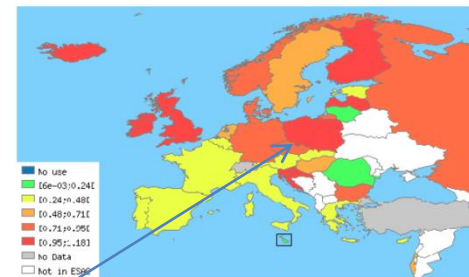 No use
[6e-03;0.24[
[0.24;0.48[
[0.48;0.71[
[0.71;0.95[
[0.95;1.18]
No Data
Not in ESAC